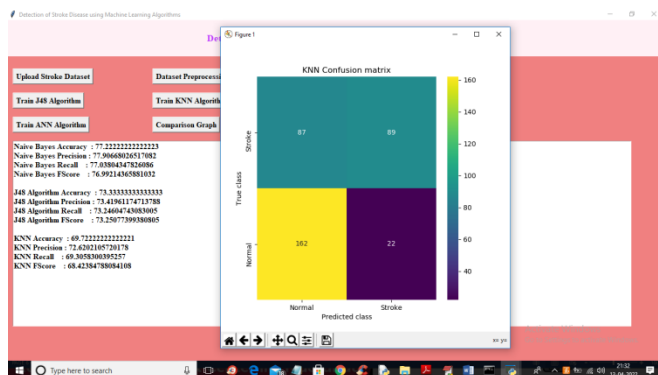 Detection of Stroke Disease using Machine Learning Algorithms
De
Figure 1
Upload Stroke Dataset
Dataset Preprocessi
Train J48 Algorithm
Train KNN Algorith
Train ANN Algorithm
Comparison Graph
Naive Bayes Accuracy : 77.22222222222223
Naive Bayes Precision : 77.90668026517082
Naive Bayes Recall : 77.03804347826086
Naive Bayes FScore : 76.99214365881032
J48 Algorithm Accuracy : 73.33333333333333
J48 Algorithm Precision : 73.41961174713788
J48 Algorithm Recall : 73.24604743083005
J48 Algorithm FScore : 73.25077399380805
KNN Accuracy : 69.72222222222221
KNN Precision : 72.6202105720178
KNN Recall : 69.3058300395257
KNN FScore : 68.42384788084108
KNN Confusion matrix
True class
Stroke
Normal
87
89
162
22
Normal
Stroke
Predicted class
160
140
120
100
80
60
40
Type here to search
21:32